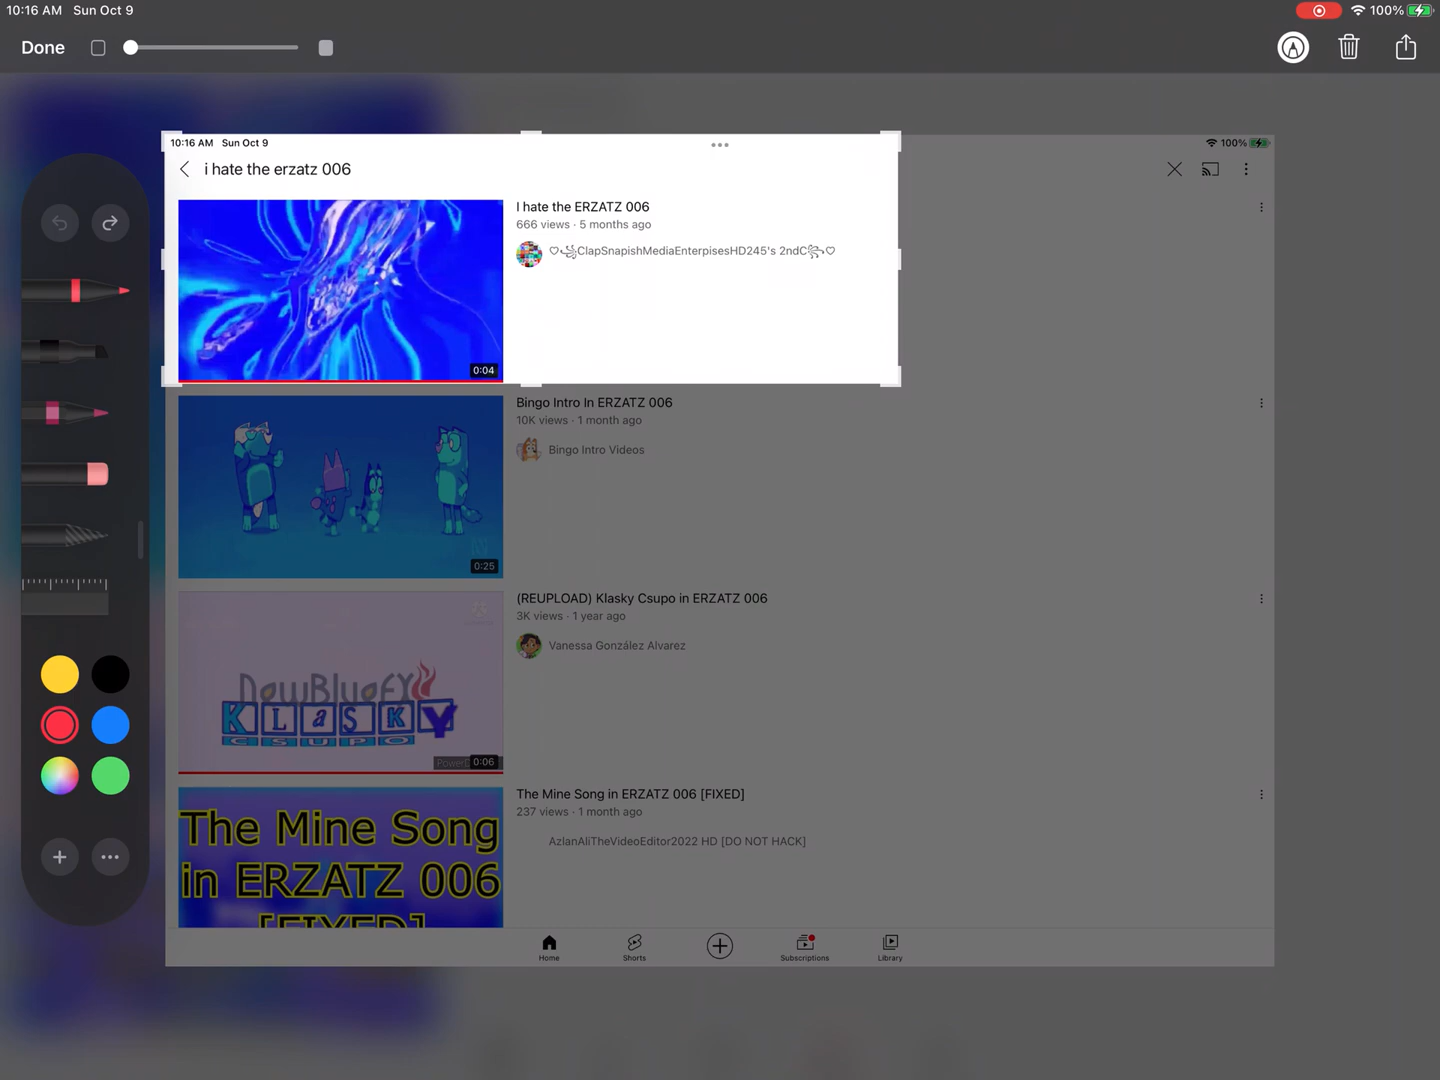 10:16 AM Sun Oct 9
100%
Done
10:16 AM Sun Oct 9
100%
i hate the erzatz 006
I hate the ERZATZ 006
666 views · 5 months ago
ClapSnapishMediaEnterpisesHD245's 2ndC
0:04
Bingo Intro In ERZATZ 006
10K views · 1 month ago
Bingo Intro Videos
0:25
(REUPLOAD) Klasky Csupo in ERZATZ 006
3K views · 1 year ago
Vanessa González Alvarez
NewBlueFX
KLaSKY
CSUPO
0:06
The Mine Song in ERZATZ 006 [FIXED]
237 views · 1 month ago
AzlanAliTheVideoEditor2022 HD [DO NOT HACK]
The Mine Song
in ERZATZ 006
[FIXED]
Home
Shorts
Subscriptions
Library